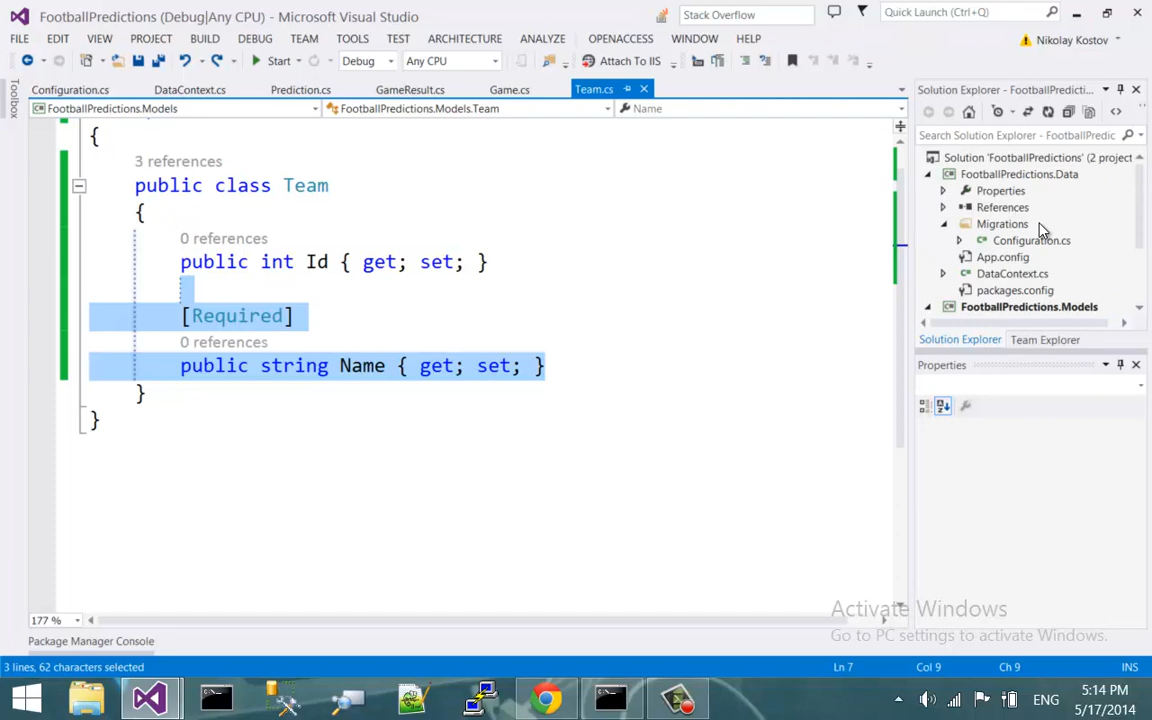 FootballPredictions (Debug|Any CPU) - Microsoft Visual Studio
Stack Overflow
Quick Launch (Ctrl+Q)
FILE EDIT VIEW PROJECT BUILD DEBUG TEAM TOOLS TEST ARCHITECTURE ANALYZE OPENACCESS WINDOW HELP
Nikolay Kostov
Start Debug Any CPU Attach To IIS
Toolbox
Configuration.cs DataContext.cs Prediction.cs GameResult.cs Game.cs Team.cs
FootballPredictions.Models FootballPredictions.Models.Team Name
{
3 references
public class Team
{
0 references
public int Id { get; set; }
[Required]
0 references
public string Name { get; set; }
}
}
177 %
Package Manager Console
3 lines, 62 characters selected
Ln 7 Col 9 Ch 9 INS
Solution Explorer - FootballPredicti...
Search Solution Explorer - FootballPredic
Solution 'FootballPredictions' (2 project
FootballPredictions.Data
Properties
References
Migrations
Configuration.cs
App.config
DataContext.cs
packages.config
FootballPredictions.Models
Solution Explorer Team Explorer
Properties
Activate Windows
Go to PC settings to activate Windows.
ENG
5:14 PM
5/17/2014